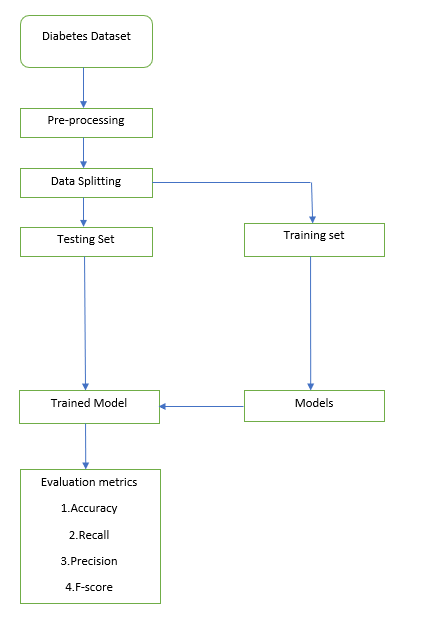 Diabetes Dataset
Pre-processing
Data Splitting
Testing Set
Training set
Trained Model
Models
Evaluation metrics
1.Accuracy
2.Recall
3.Precision
4.F-score